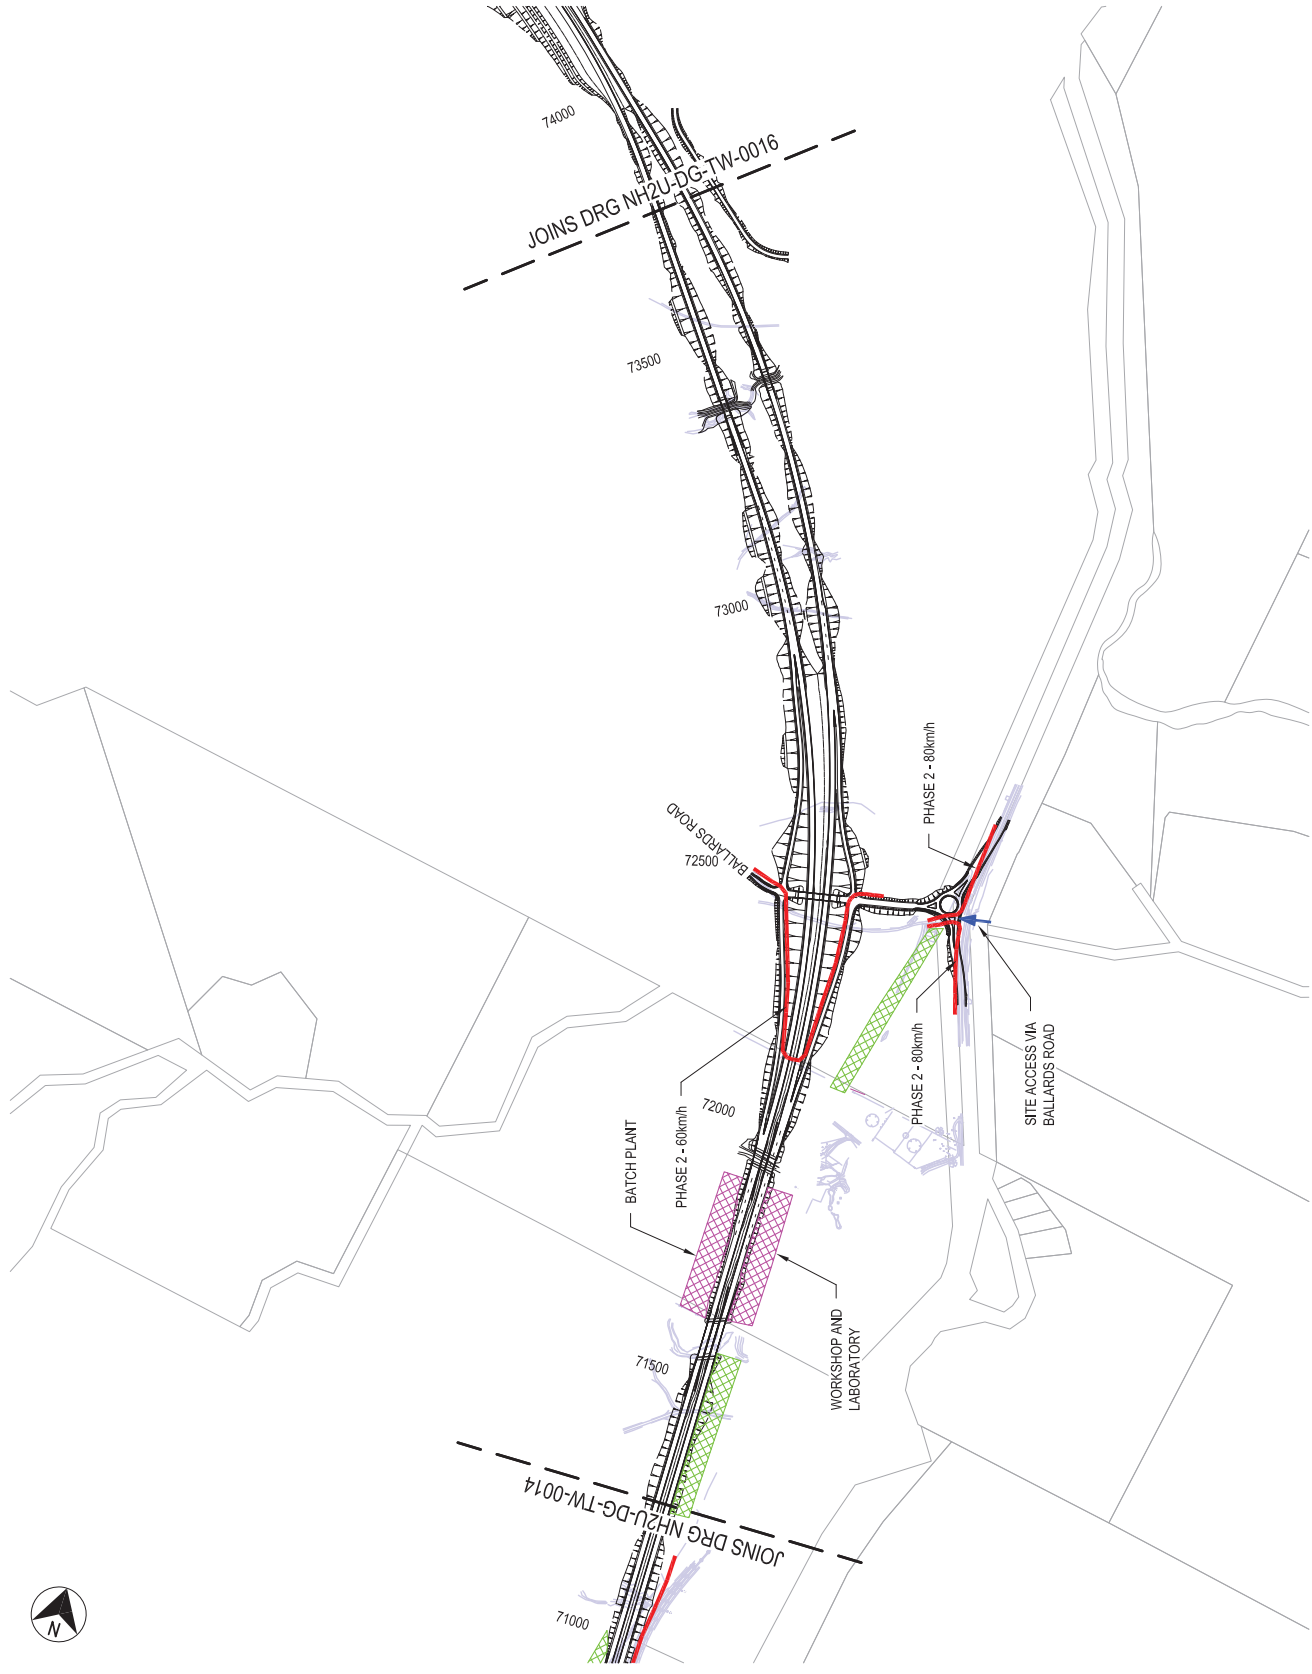 74000
JOINS DRG NH2U-DG-TW-0016
73500
73000
PHASE 2 - 80km/h
BALLARDS ROAD
72500
PHASE 2 - 80km/h
SITE ACCESS VIA
BALLARDS ROAD
72000
PHASE 2 - 60km/h
BATCH PLANT
WORKSHOP AND
LABORATORY
71500
JOINS DRG NH2U-DG-TW-0014
71000
N